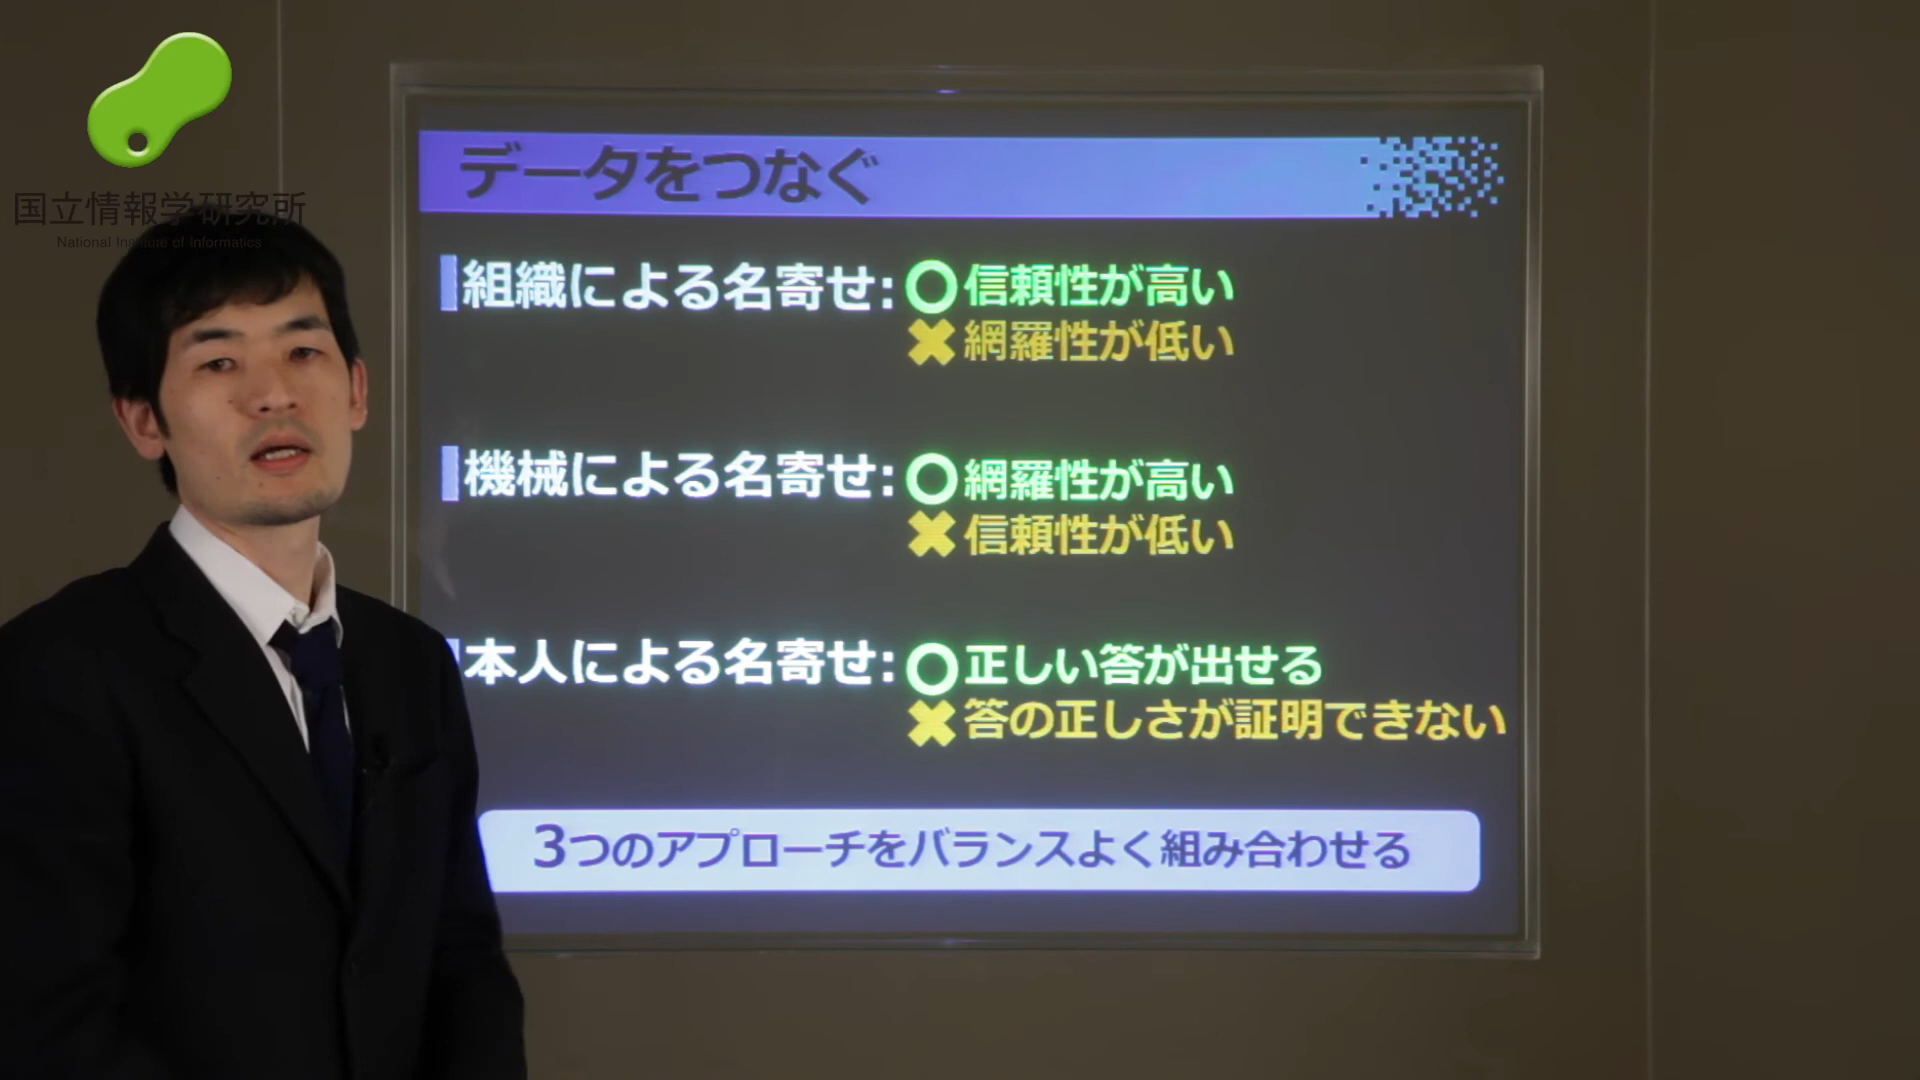 国立情報学研究所
National Institute of Informatics
データをつなぐ
組織による名寄せ: ○信頼性が高い
✖網羅性が低い
機械による名寄せ: ○網羅性が高い
✖信頼性が低い
本人による名寄せ: ○正しい答が出せる
✖答の正しさが証明できない
3つのアプローチをバランスよく組み合わせる